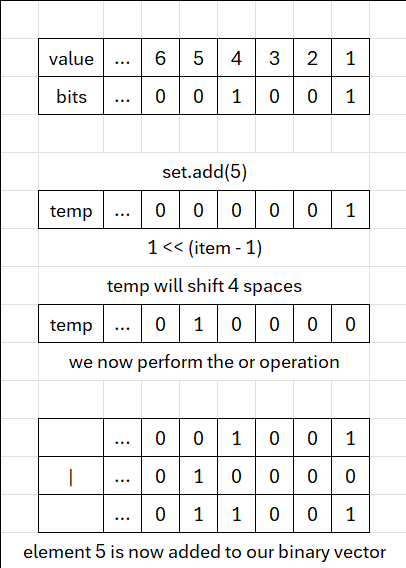 value ... 6 5 4 3 2 1
bits ... 0 0 1 0 0 1
set.add(5)
temp ... 0 0 0 0 0 1
1 << (item - 1)
temp will shift 4 spaces
temp ... 0 1 0 0 0 0
we now perform the or operation
... 0 0 1 0 0 1
| ... 0 1 0 0 0 0
... 0 1 1 0 0 1
element 5 is now added to our binary vector